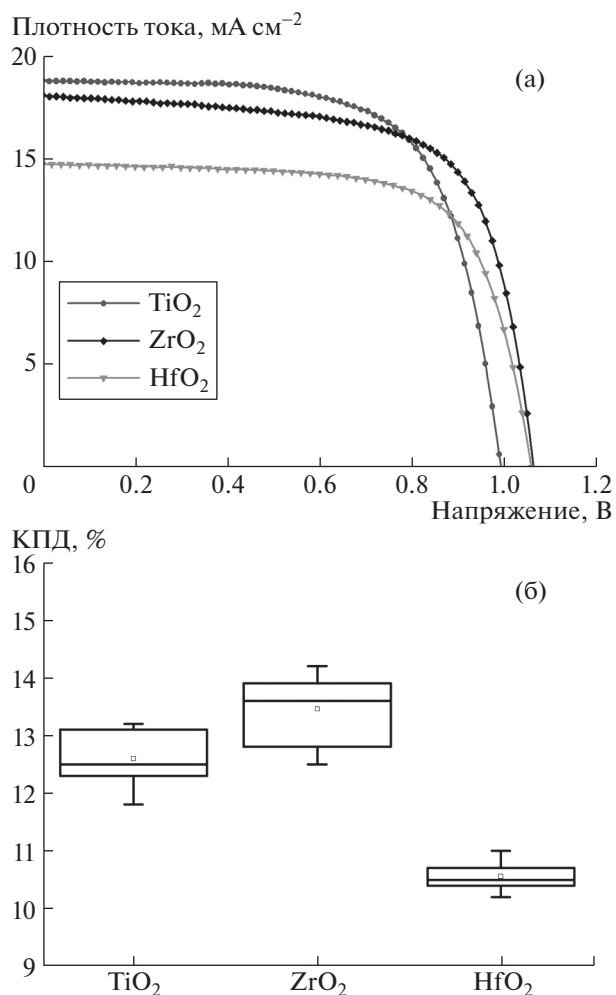 Плотность тока, мА см⁻²
20
(а)
15
10
TiO₂
ZrO₂
HfO₂
5
0
0.2
0.4
0.6
0.8
1.0
1.2
Напряжение, В
КПД, %
16
(б)
15
14
13
12
11
10
9
TiO₂
ZrO₂
HfO₂